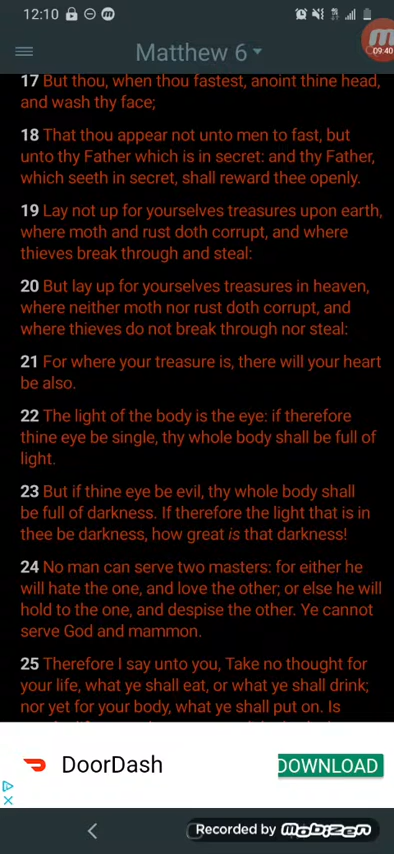 12:10
m
09:40
Matthew 6
17 But thou, when thou fastest, anoint thine head,
and wash thy face;
18 That thou appear not unto men to fast, but
unto thy Father which is in secret: and thy Father,
which seeth in secret, shall reward thee openly.
19 Lay not up for yourselves treasures upon earth,
where moth and rust doth corrupt, and where
thieves break through and steal:
20 But lay up for yourselves treasures in heaven,
where neither moth nor rust doth corrupt, and
where thieves do not break through nor steal:
21 For where your treasure is, there will your heart
be also.
22 The light of the body is the eye: if therefore
thine eye be single, thy whole body shall be full of
light.
23 But if thine eye be evil, thy whole body shall
be full of darkness. If therefore the light that is in
thee be darkness, how great is that darkness!
24 No man can serve two masters: for either he
will hate the one, and love the other; or else he will
hold to the one, and despise the other. Ye cannot
serve God and mammon.
25 Therefore I say unto you, Take no thought for
your life, what ye shall eat, or what ye shall drink;
nor yet for your body, what ye shall put on. Is
DoorDash
DOWNLOAD
Recorded by mobizen